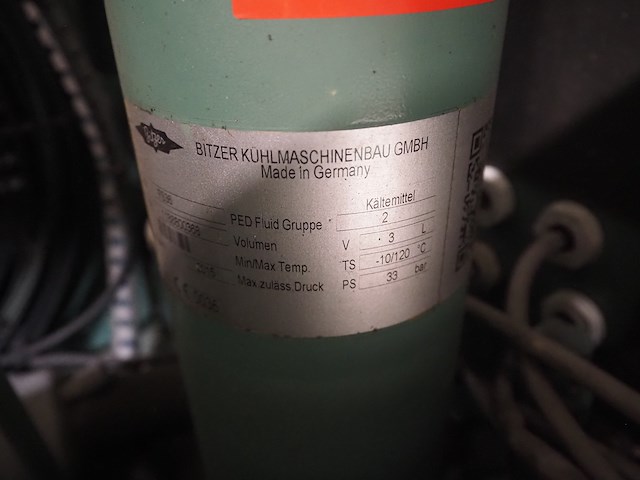 BITZER KÜHLMASCHINENBAU GMBH
Made in Germany
Kältemittel
PED Fluid Gruppe 2
Volumen V 3 L
Min/Max Temp. TS -10/120 °C
Max.zuläss.Druck PS 33 bar